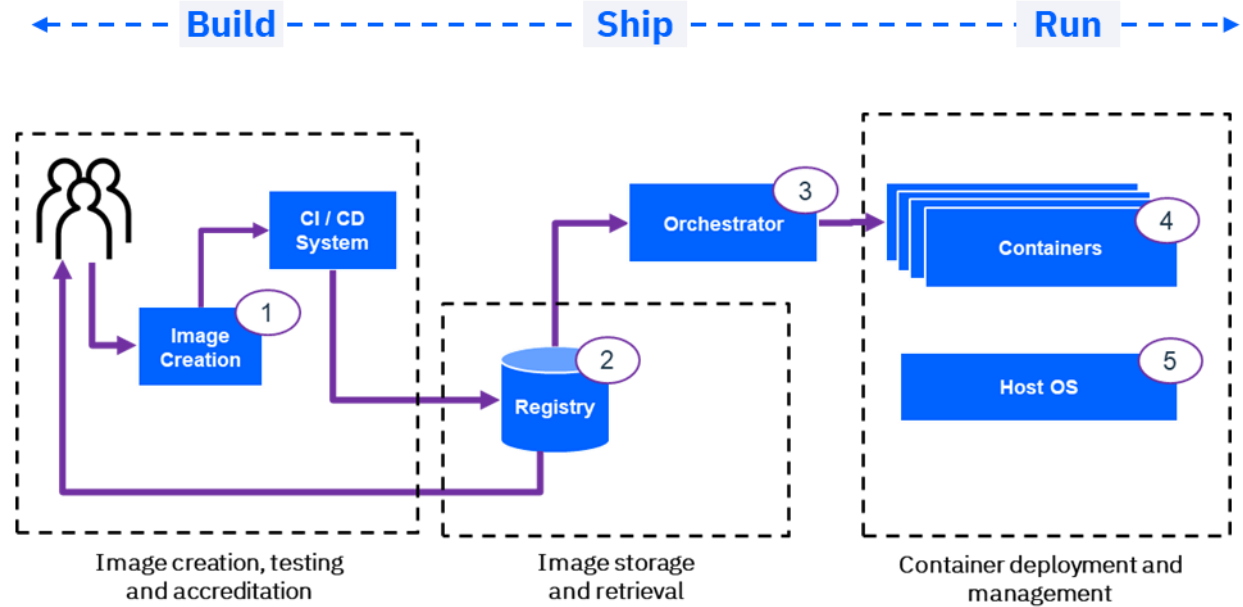 Build
Ship
Run
CI / CD
System
1
Image
Creation
2
Registry
3
Orchestrator
4
Containers
5
Host OS
Image creation, testing
and accreditation
Image storage
and retrieval
Container deployment and
management